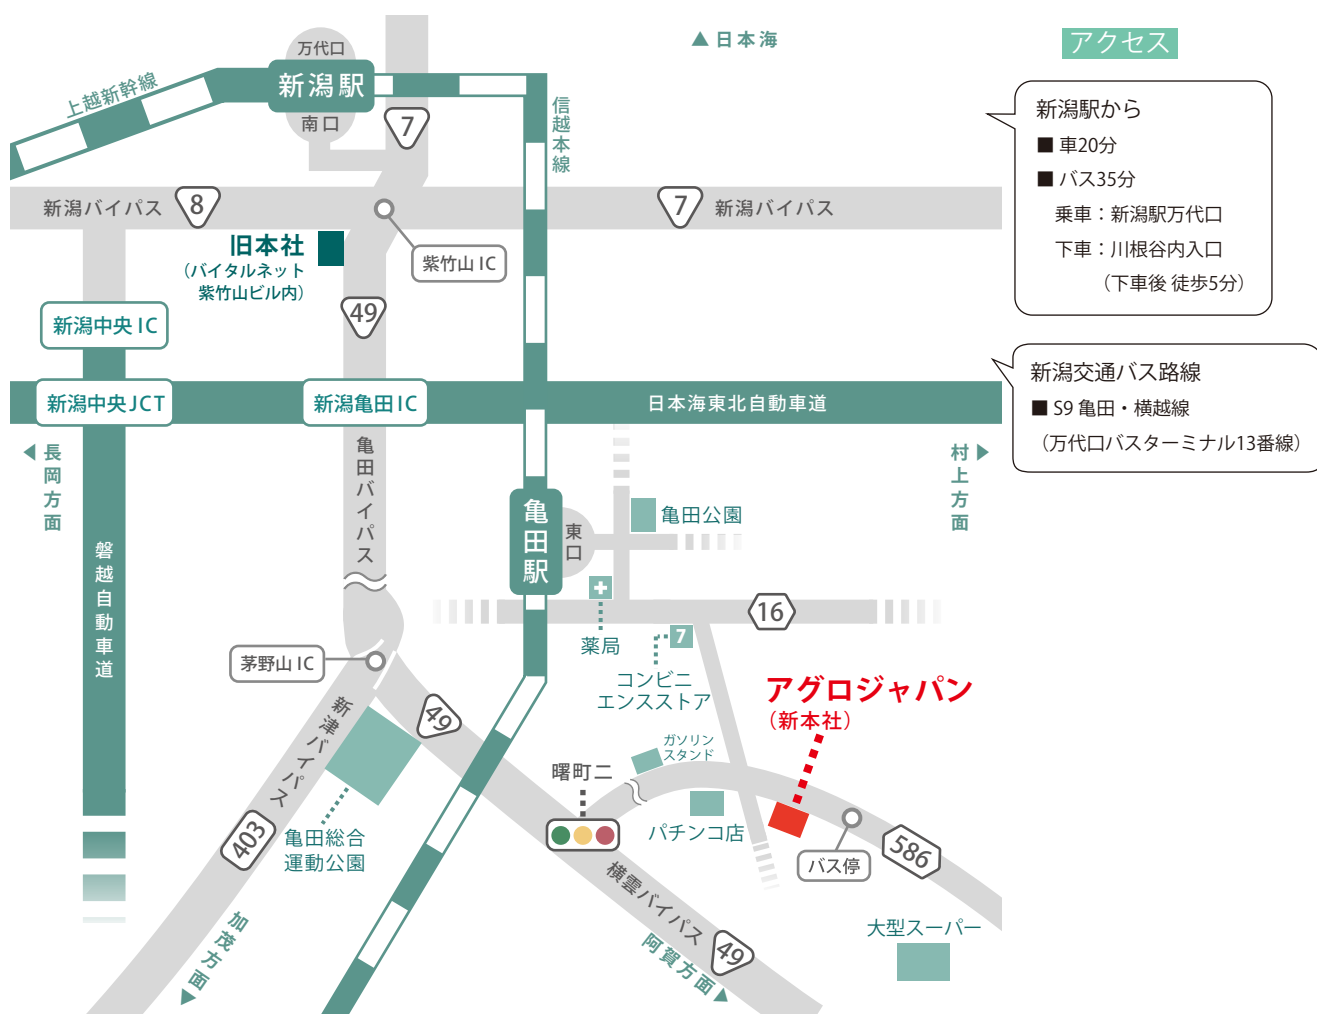 ▲日本海
アクセス
万代口
新潟駅
南口
上越新幹線
信越本線
7
新潟駅から
■ 車20分
■ バス35分
乗車：新潟駅万代口
下車：川根谷内入口
（下車後 徒歩5分）
新潟バイパス
8
7
新潟バイパス
旧本社
（バイタルネット
紫竹山ビル内）
紫竹山 IC
49
新潟中央 IC
新潟中央JCT
新潟亀田 IC
日本海東北自動車道
新潟交通バス路線
■ S9 亀田・横越線
（万代口バスターミナル13番線）
◀長岡方面
村上方面▶
亀田バイパス
磐越自動車道
亀田駅
東口
亀田公園
16
薬局
7
コンビニ
エンスストア
茅野山 IC
新津バイパス
49
アグロジャパン
（新本社）
ガソリン
スタンド
曙町二
パチンコ店
バス停
586
403
亀田総合
運動公園
横雲バイパス
49
大型スーパー
加茂方面▼
阿賀方面▶